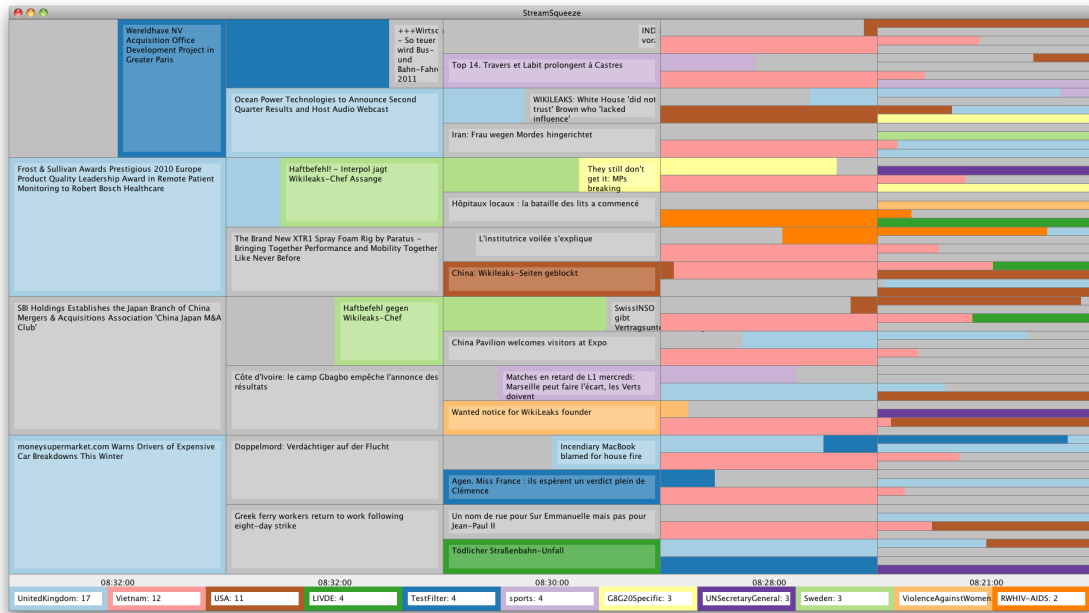 StreamSqueeze
Wereldhave NV
Acquisition Office
Development Project in
Greater Paris
Frost & Sullivan Awards Prestigious 2010 Europe
Product Quality Leadership Award in Remote Patient
Monitoring to Robert Bosch Healthcare
SBI Holdings Establishes the Japan Branch of China
Mergers & Acquisitions Association 'China Japan M&A
Club'
moneysupermarket.com Warns Drivers of Expensive
Car Breakdowns This Winter
+++Wirtsc
- So teuer
wird Bus-
und
Bahn-Fahre
2011
Ocean Power Technologies to Announce Second
Quarter Results and Host Audio Webcast
Haftbefehl! - Interpol jagt
Wikileaks-Chef Assange
The Brand New XTR1 Spray Foam Rig by Paratus -
Bringing Together Performance and Mobility Together
Like Never Before
Haftbefehl gegen
Wikileaks-Chef
Côte d'Ivoire: le camp Gbagbo empêche l'annonce des
résultats
Doppelmord: Verdächtiger auf der Flucht
Greek ferry workers return to work following
eight-day strike
IND
vora
Top 14. Travers et Labit prolongent à Castres
WIKILEAKS: White House 'did not
trust' Brown who 'lacked
influence'
Iran: Frau wegen Mordes hingerichtet
They still don't
get it: MPs
breaking
Hôpitaux locaux : la bataille des lits a commencé
L'institutrice voilée s'explique
China: Wikileaks-Seiten geblockt
SwissINSO
gibt
Vertragsunte
China Pavilion welcomes visitors at Expo
Matches en retard de L1 mercredi:
Marseille peut faire l'écart, les Verts
doivent
Wanted notice for WikiLeaks founder
Incendiary MacBook
blamed for house fire
Agen. Miss France : ils espèrent un verdict plein de
Clémence
Un nom de rue pour Sur Emmanuelle mais pas pour
Jean-Paul II
Tödlicher Straßenbahn-Unfall
08:32:00 08:32:00 08:30:00 08:28:00 08:21:00
UnitedKingdom: 17 Vietnam: 12 USA: 11 LIVDE: 4 TestFilter: 4 sports: 4 G8G20Specific: 3 UNSecretaryGeneral: 3 Sweden: 3 ViolenceAgainstWomen RWHIV-AIDS: 2